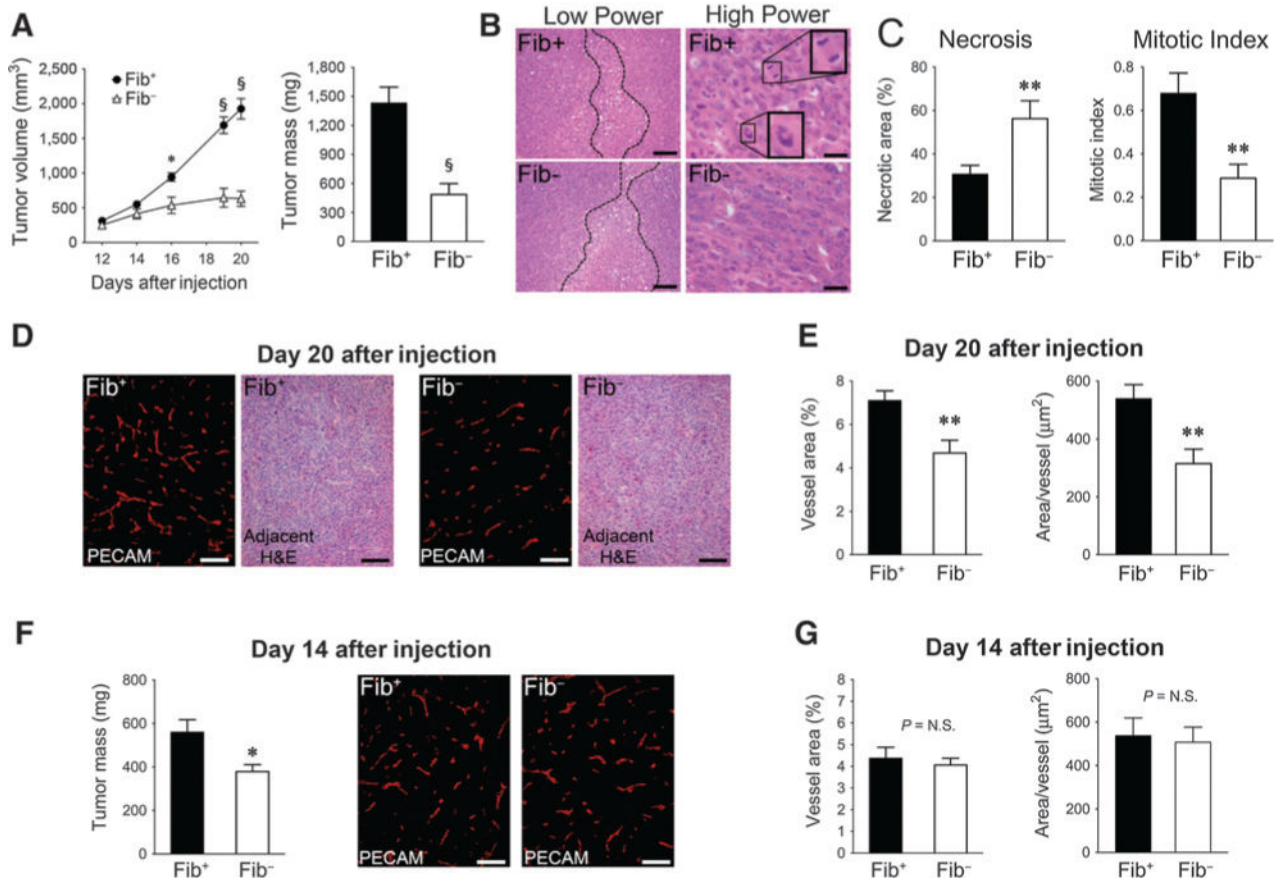 A
Tumor volume (mm³)
2,500
2,000
1,500
1,000
500
0
Fib⁺
Fib⁻
*
§
§
12
14
16
18
20
Days after injection
Tumor mass (mg)
1,800
1,500
1,200
900
600
300
0
§
Fib⁺
Fib⁻
B
Low Power
High Power
Fib+
Fib+
Fib-
Fib-
C
Necrosis
Necrotic area (%)
80
60
40
20
0
**
Fib⁺
Fib⁻
Mitotic Index
Mitotic index
0.8
0.6
0.4
0.2
0.0
**
Fib⁺
Fib⁻
D
Day 20 after injection
Fib⁺
PECAM
Fib⁺
Adjacent
H&E
Fib⁻
PECAM
Fib⁻
Adjacent
H&E
E
Day 20 after injection
Vessel area (%)
8
6
4
2
0
**
Fib⁺
Fib⁻
Area/vessel (μm²)
600
400
200
0
**
Fib⁺
Fib⁻
F
Day 14 after injection
Tumor mass (mg)
800
600
400
200
0
*
Fib⁺
Fib⁻
Fib⁺
PECAM
Fib⁻
PECAM
G
Day 14 after injection
Vessel area (%)
8
7
6
5
4
3
2
1
0
P = N.S.
Fib⁺
Fib⁻
Area/vessel (μm²)
800
600
400
200
0
P = N.S.
Fib⁺
Fib⁻